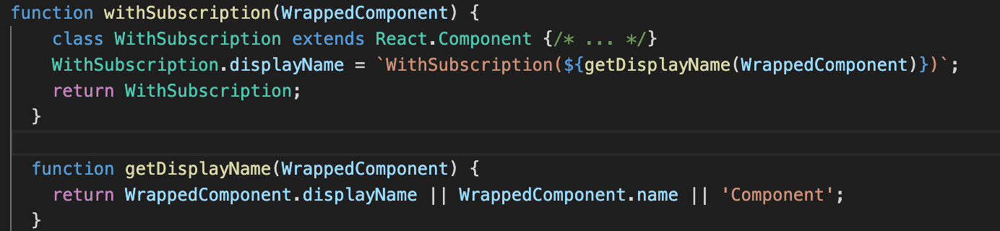 function withSubscription(WrappedComponent) {
    class WithSubscription extends React.Component {/* ... */}
    WithSubscription.displayName = `WithSubscription(${getDisplayName(WrappedComponent)})`;
    return WithSubscription;
  }

  function getDisplayName(WrappedComponent) {
    return WrappedComponent.displayName || WrappedComponent.name || 'Component';
  }